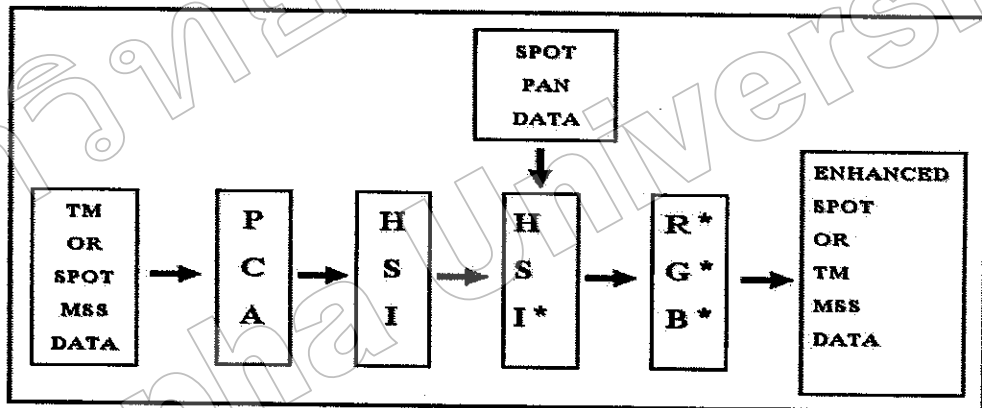 SPOT
PAN
DATA
TM
OR
SPOT
MSS
DATA
P
C
A
H
S
I
H
S
I*
R*
G*
B*
ENHANCED
SPOT
OR
TM
MSS
DATA